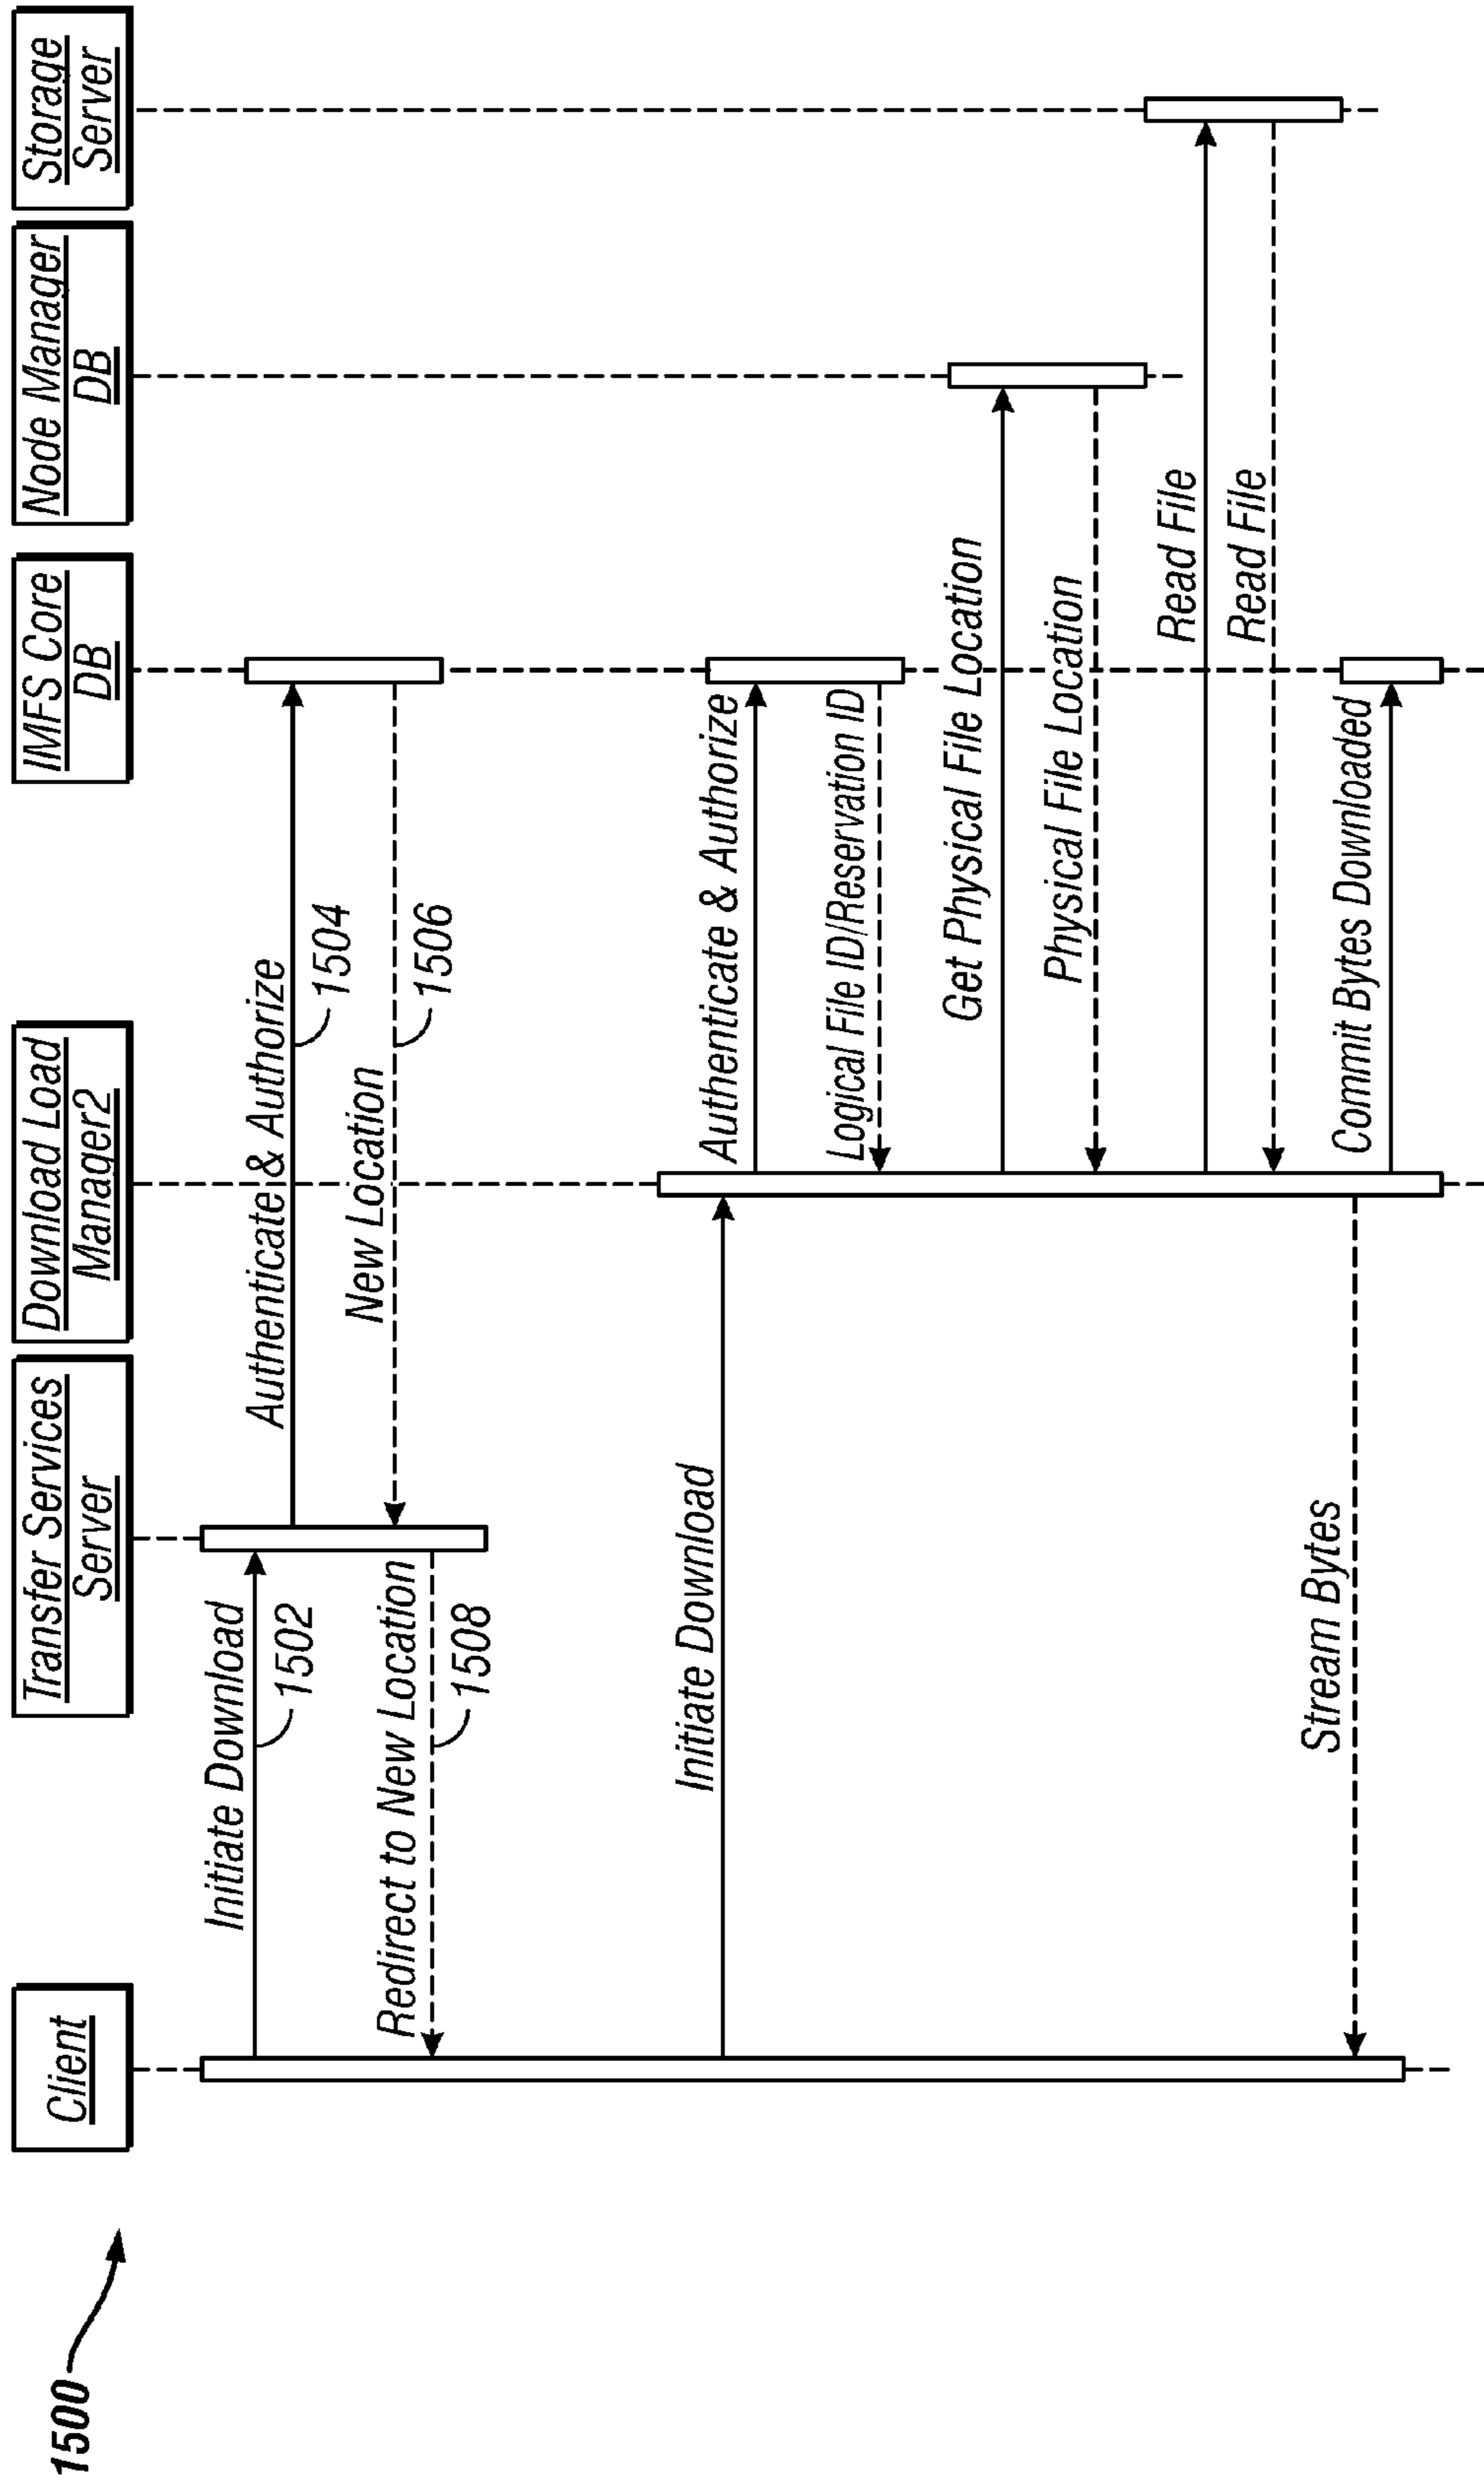 1500
Client
Transfer Services
Server
Download Load
Manager2
IMFS Core
DB
Node Manager
DB
Storage
Server
Initiate Download
1502
Authenticate & Authorize
1504
New Location
1506
Redirect to New Location
1508
Initiate Download
Authenticate & Authorize
Logical File ID/Reservation ID
Get Physical File Location
Physical File Location
Read File
Read File
Stream Bytes
Commit Bytes Downloaded